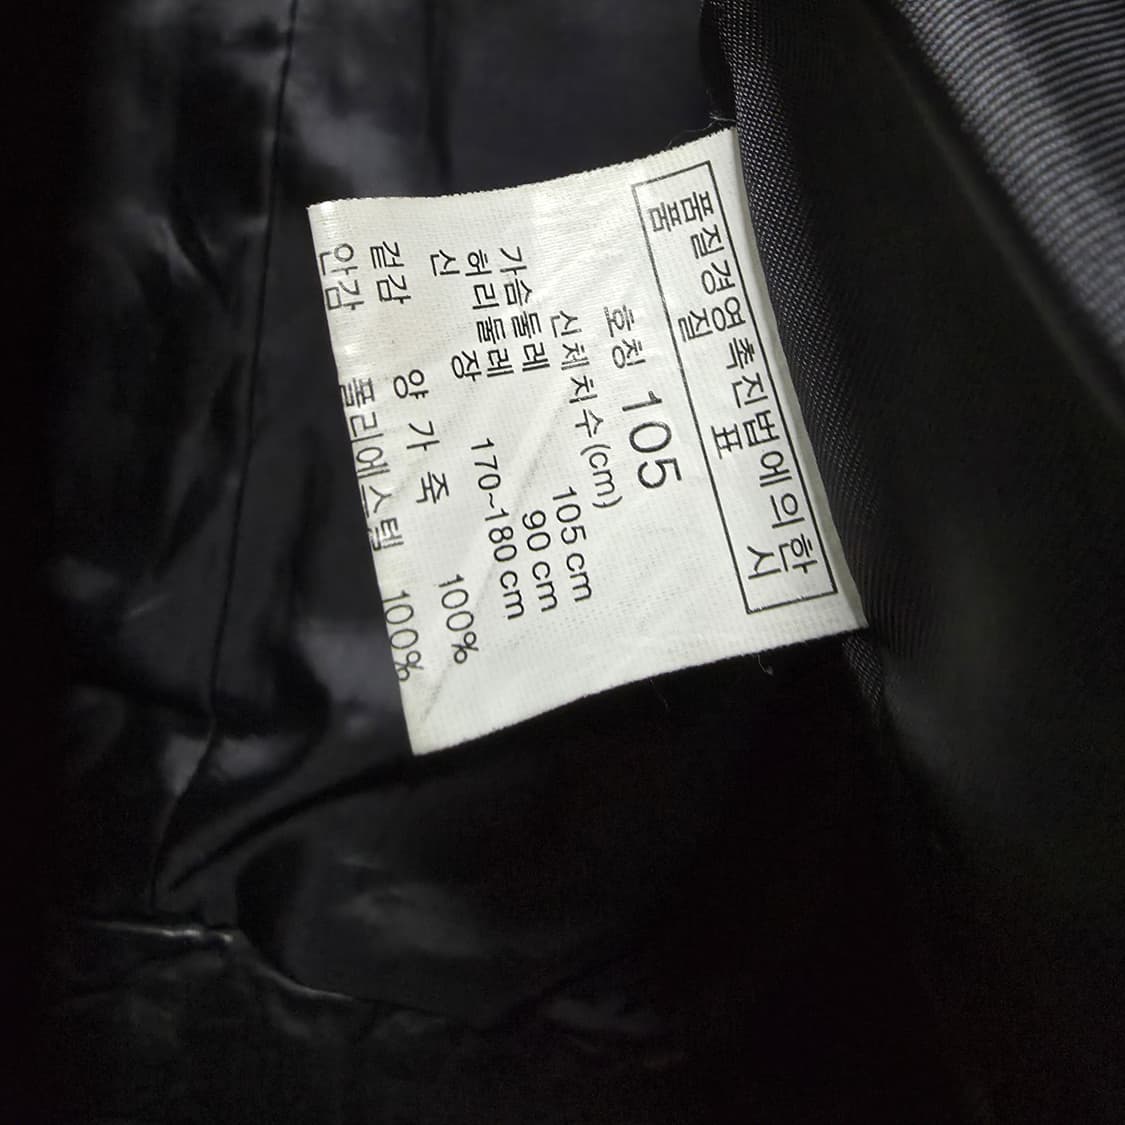 품질경영촉진법에의한
품 질 표 시
호칭 105
신체치수(cm)
가슴둘레 105 cm
허리둘레 90 cm
신 장 170~180 cm
겉감 양 가 죽 100%
안감 폴리에스텔 100%